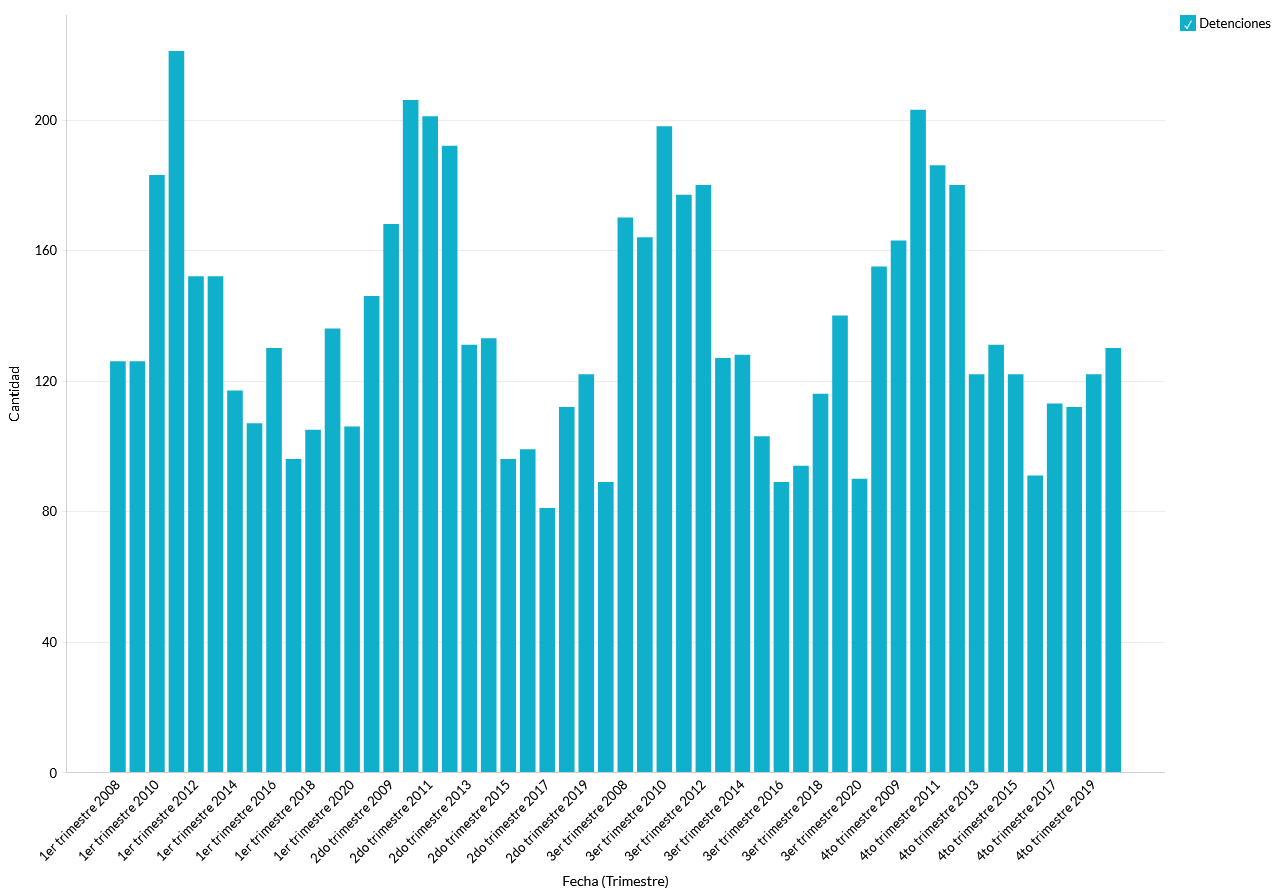 Detenciones
200
160
120
80
40
0
Cantidad
1er trimestre 2008
1er trimestre 2010
1er trimestre 2012
1er trimestre 2014
1er trimestre 2016
1er trimestre 2018
1er trimestre 2020
2do trimestre 2009
2do trimestre 2011
2do trimestre 2013
2do trimestre 2015
2do trimestre 2017
2do trimestre 2019
3er trimestre 2008
3er trimestre 2010
3er trimestre 2012
3er trimestre 2014
3er trimestre 2016
3er trimestre 2018
3er trimestre 2020
4to trimestre 2009
4to trimestre 2011
4to trimestre 2013
4to trimestre 2015
4to trimestre 2017
4to trimestre 2019
Fecha (Trimestre)